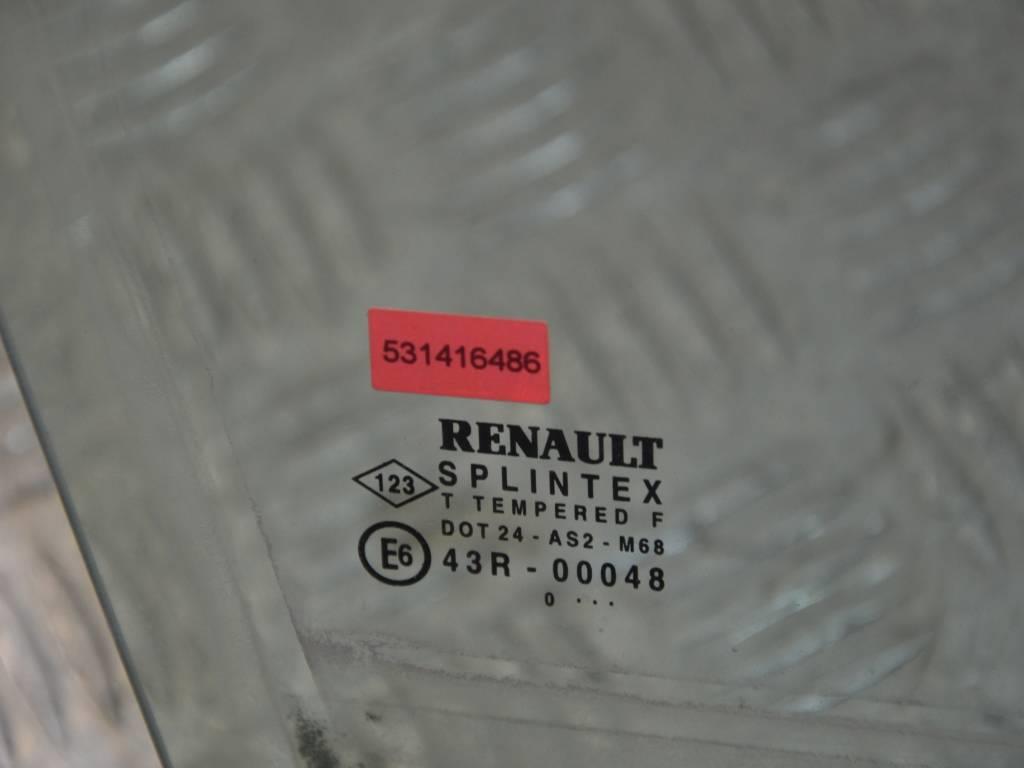 531416486
RENAULT
123 SPLINTEX
T TEMPERED F
DOT 24 - AS2 - M68
E6 43R - 00048
0 ...